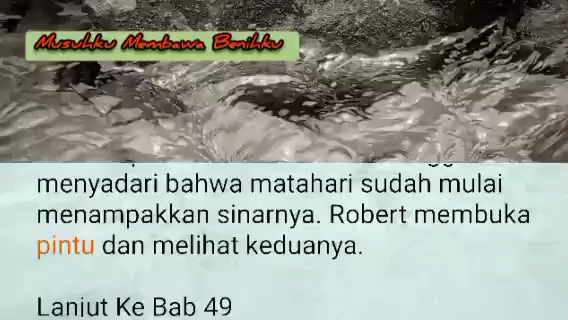 Musuhku Membawa Benihku
menyadari bahwa matahari sudah mulai
menampakkan sinarnya. Robert membuka
pintu dan melihat keduanya.
Lanjut Ke Bab 49